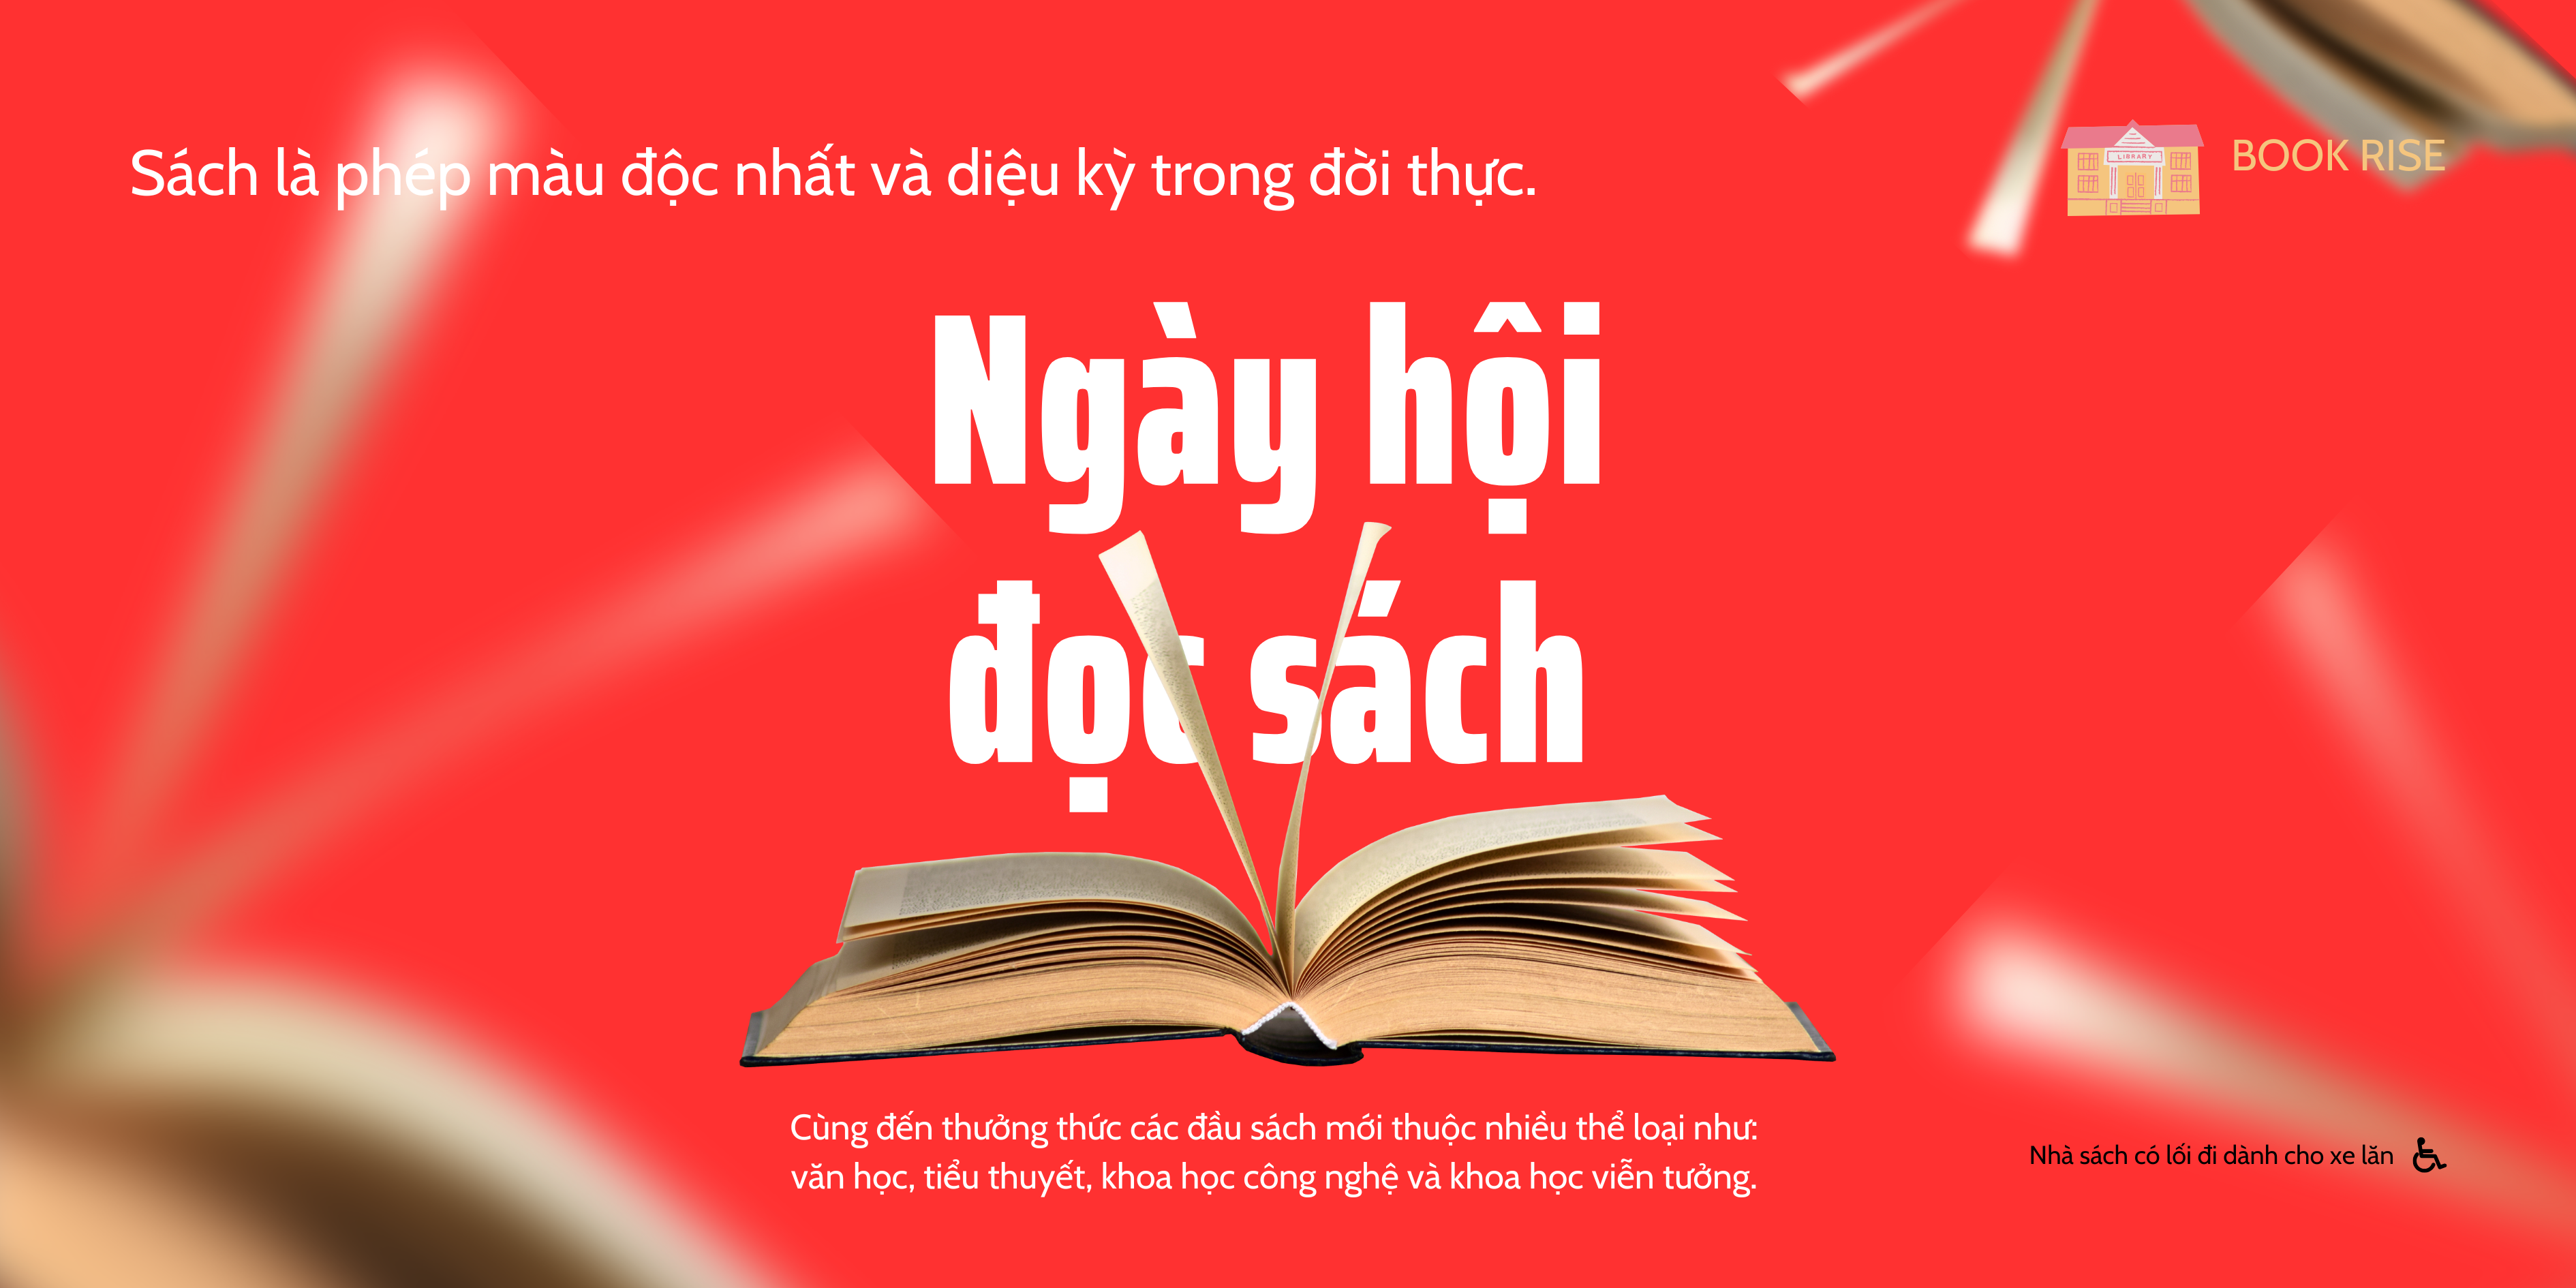 Sách là phép màu độc nhất và diệu kỳ trong đời thực.
LIBRARY
BOOK RISE
Ngày hội
đọc sách
Cùng đến thưởng thức các đầu sách mới thuộc nhiều thể loại như:
văn học, tiểu thuyết, khoa học công nghệ và khoa học viễn tưởng.
Nhà sách có lối đi dành cho xe lăn